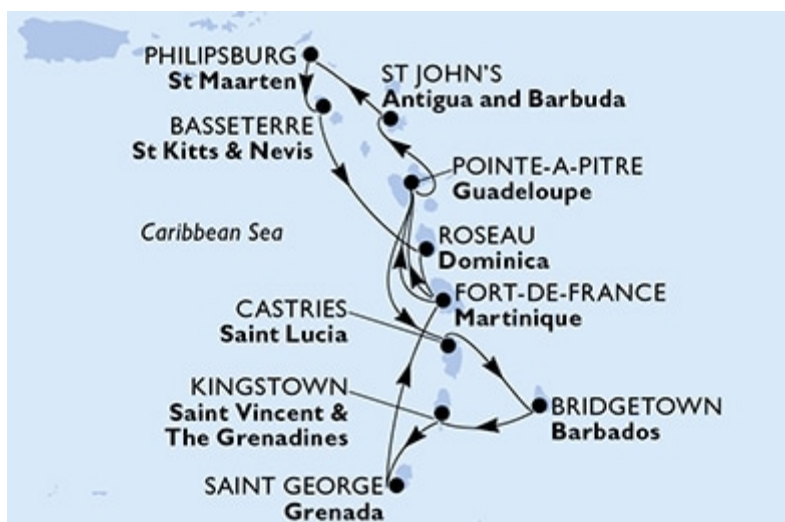 PHILIPSBURG
St Maarten
ST JOHN'S
Antigua and Barbuda
BASSETERRE
St Kitts & Nevis
POINTE-A-PITRE
Guadeloupe
Caribbean Sea
ROSEAU
Dominica
FORT-DE-FRANCE
Martinique
CASTRIES
Saint Lucia
KINGSTOWN
Saint Vincent &
The Grenadines
BRIDGETOWN
Barbados
SAINT GEORGE
Grenada